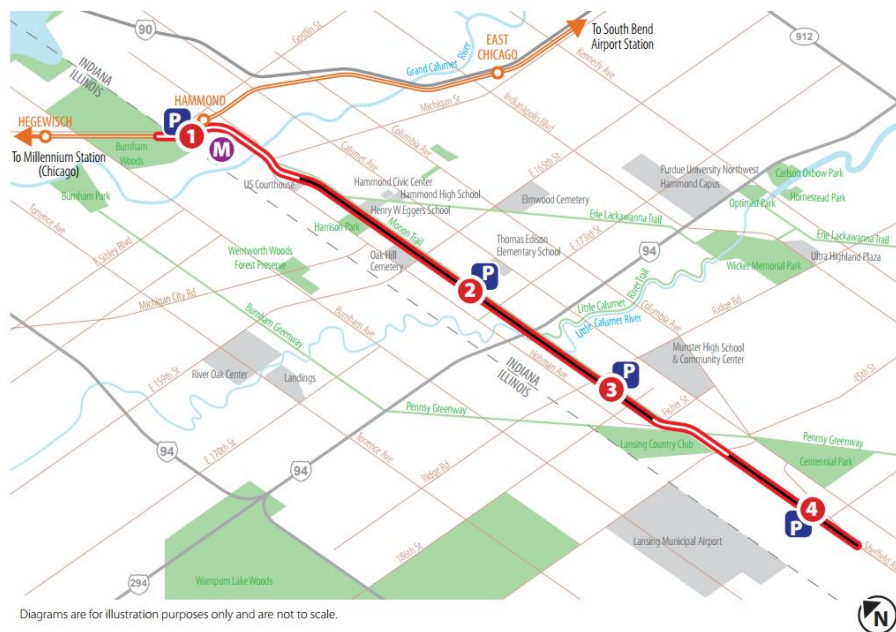 90
Gostlin St
To South Bend
Airport Station
EAST
CHICAGO
Grand Calumet
River
Kennedy Ave
912
INDIANA
ILLINOIS
HAMMOND
Michigan St
Indianapolis Blvd
HEGEWISCH
P
1
M
To Millennium Station
(Chicago)
Burnham
Woods
Columbia Ave
Calumet Ave
E 165th St
Burnham Park
US Courthouse
Hammond Civic Center
Hammond High School
Henry W Eggers School
Elmwood Cemetery
Purdue University Northwest
Hammond Capus
Carlson Oxbow Park
Homestead Park
Optimist Park
Torrence Ave
E Sibley Blvd
Harrison Park
Monon Trail
Erie Lackawanna Trail
E 173rd St
94
Erie Lackawanna Trail
Wentworth Woods
Forest Preserve
Oak Hill
Cemetery
Thomas Edison
Elementary School
Wicker Memorial Park
Ultra Highland Plaza
Michigan City Rd
P
2
Little Calumet
River Trail
Little Calumet River
Columbia Ave
Ridge Rd
Burnham Greenway
Burnham Ave
Hohman Ave
Munster High School
& Community Center
INDIANA
ILLINOIS
P
3
45th St
E 159th St
River Oak Center
Landings
Fisher St
Pennsy Greenway
Pennsy Greenway
Lansing Country Club
Centennial Park
94
E 170th St
94
Torrence Ave
Ridge Rd
4
P
186th St
Lansing Municipal Airport
Sheffield Av
294
Wampum Lake Woods
Diagrams are for illustration purposes only and are not to scale.
N